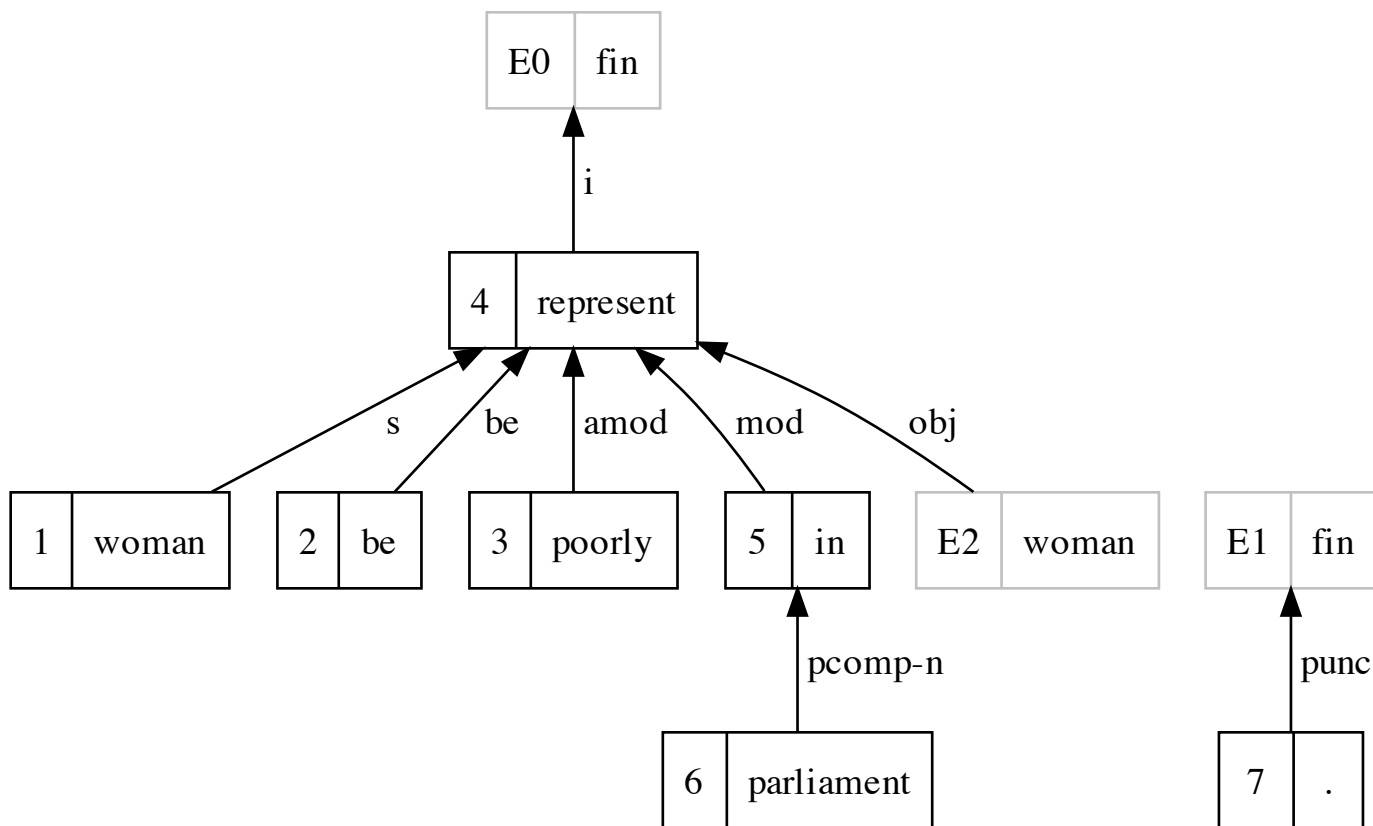 E0 fin
i
4 represent
s be amod mod obj
1 woman 2 be 3 poorly 5 in E2 woman E1 fin
pcomp-n punc
6 parliament 7 .